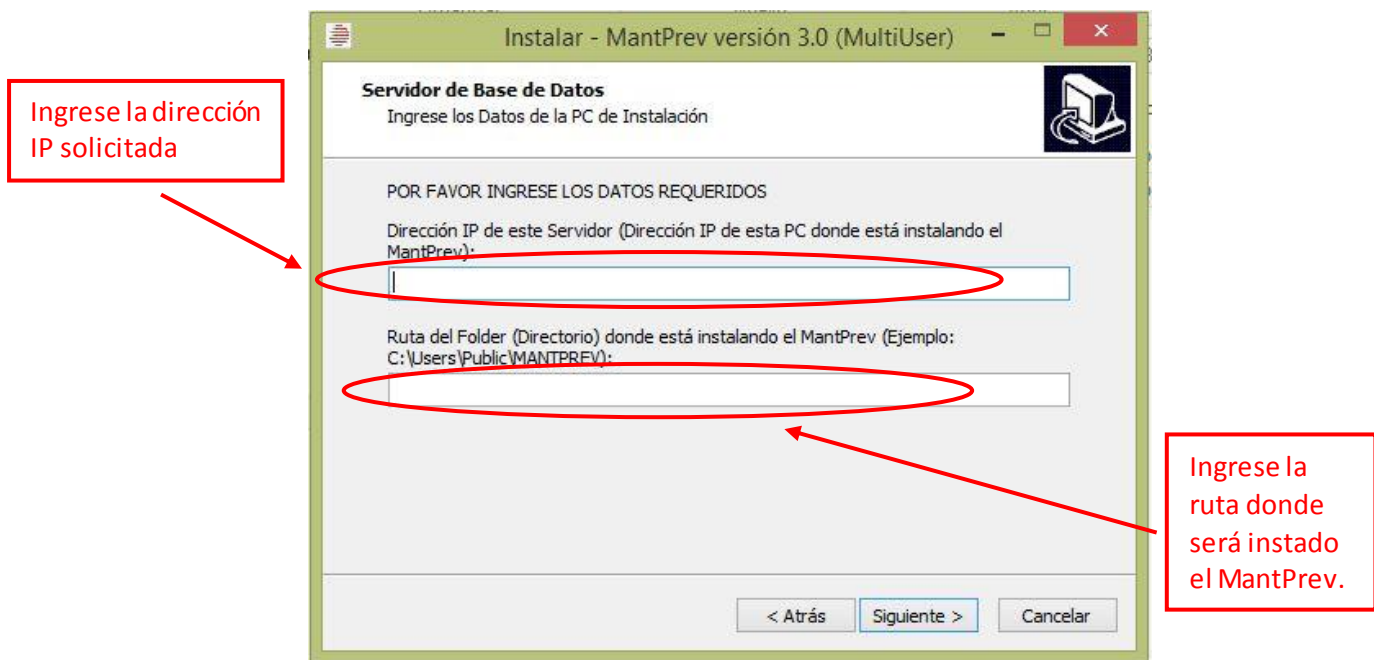 Instalar - MantPrev versión 3.0 (MultiUser)
Servidor de Base de Datos
Ingrese los Datos de la PC de Instalación
Ingrese la dirección
IP solicitada
POR FAVOR INGRESE LOS DATOS REQUERIDOS
Dirección IP de este Servidor (Dirección IP de esta PC donde está instalando el
MantPrev):
Ruta del Folder (Directorio) donde está instalando el MantPrev (Ejemplo:
C:\Users\Public\MANTPREV):
Ingrese la
ruta donde
será instado
el MantPrev.
< Atrás
Siguiente >
Cancelar